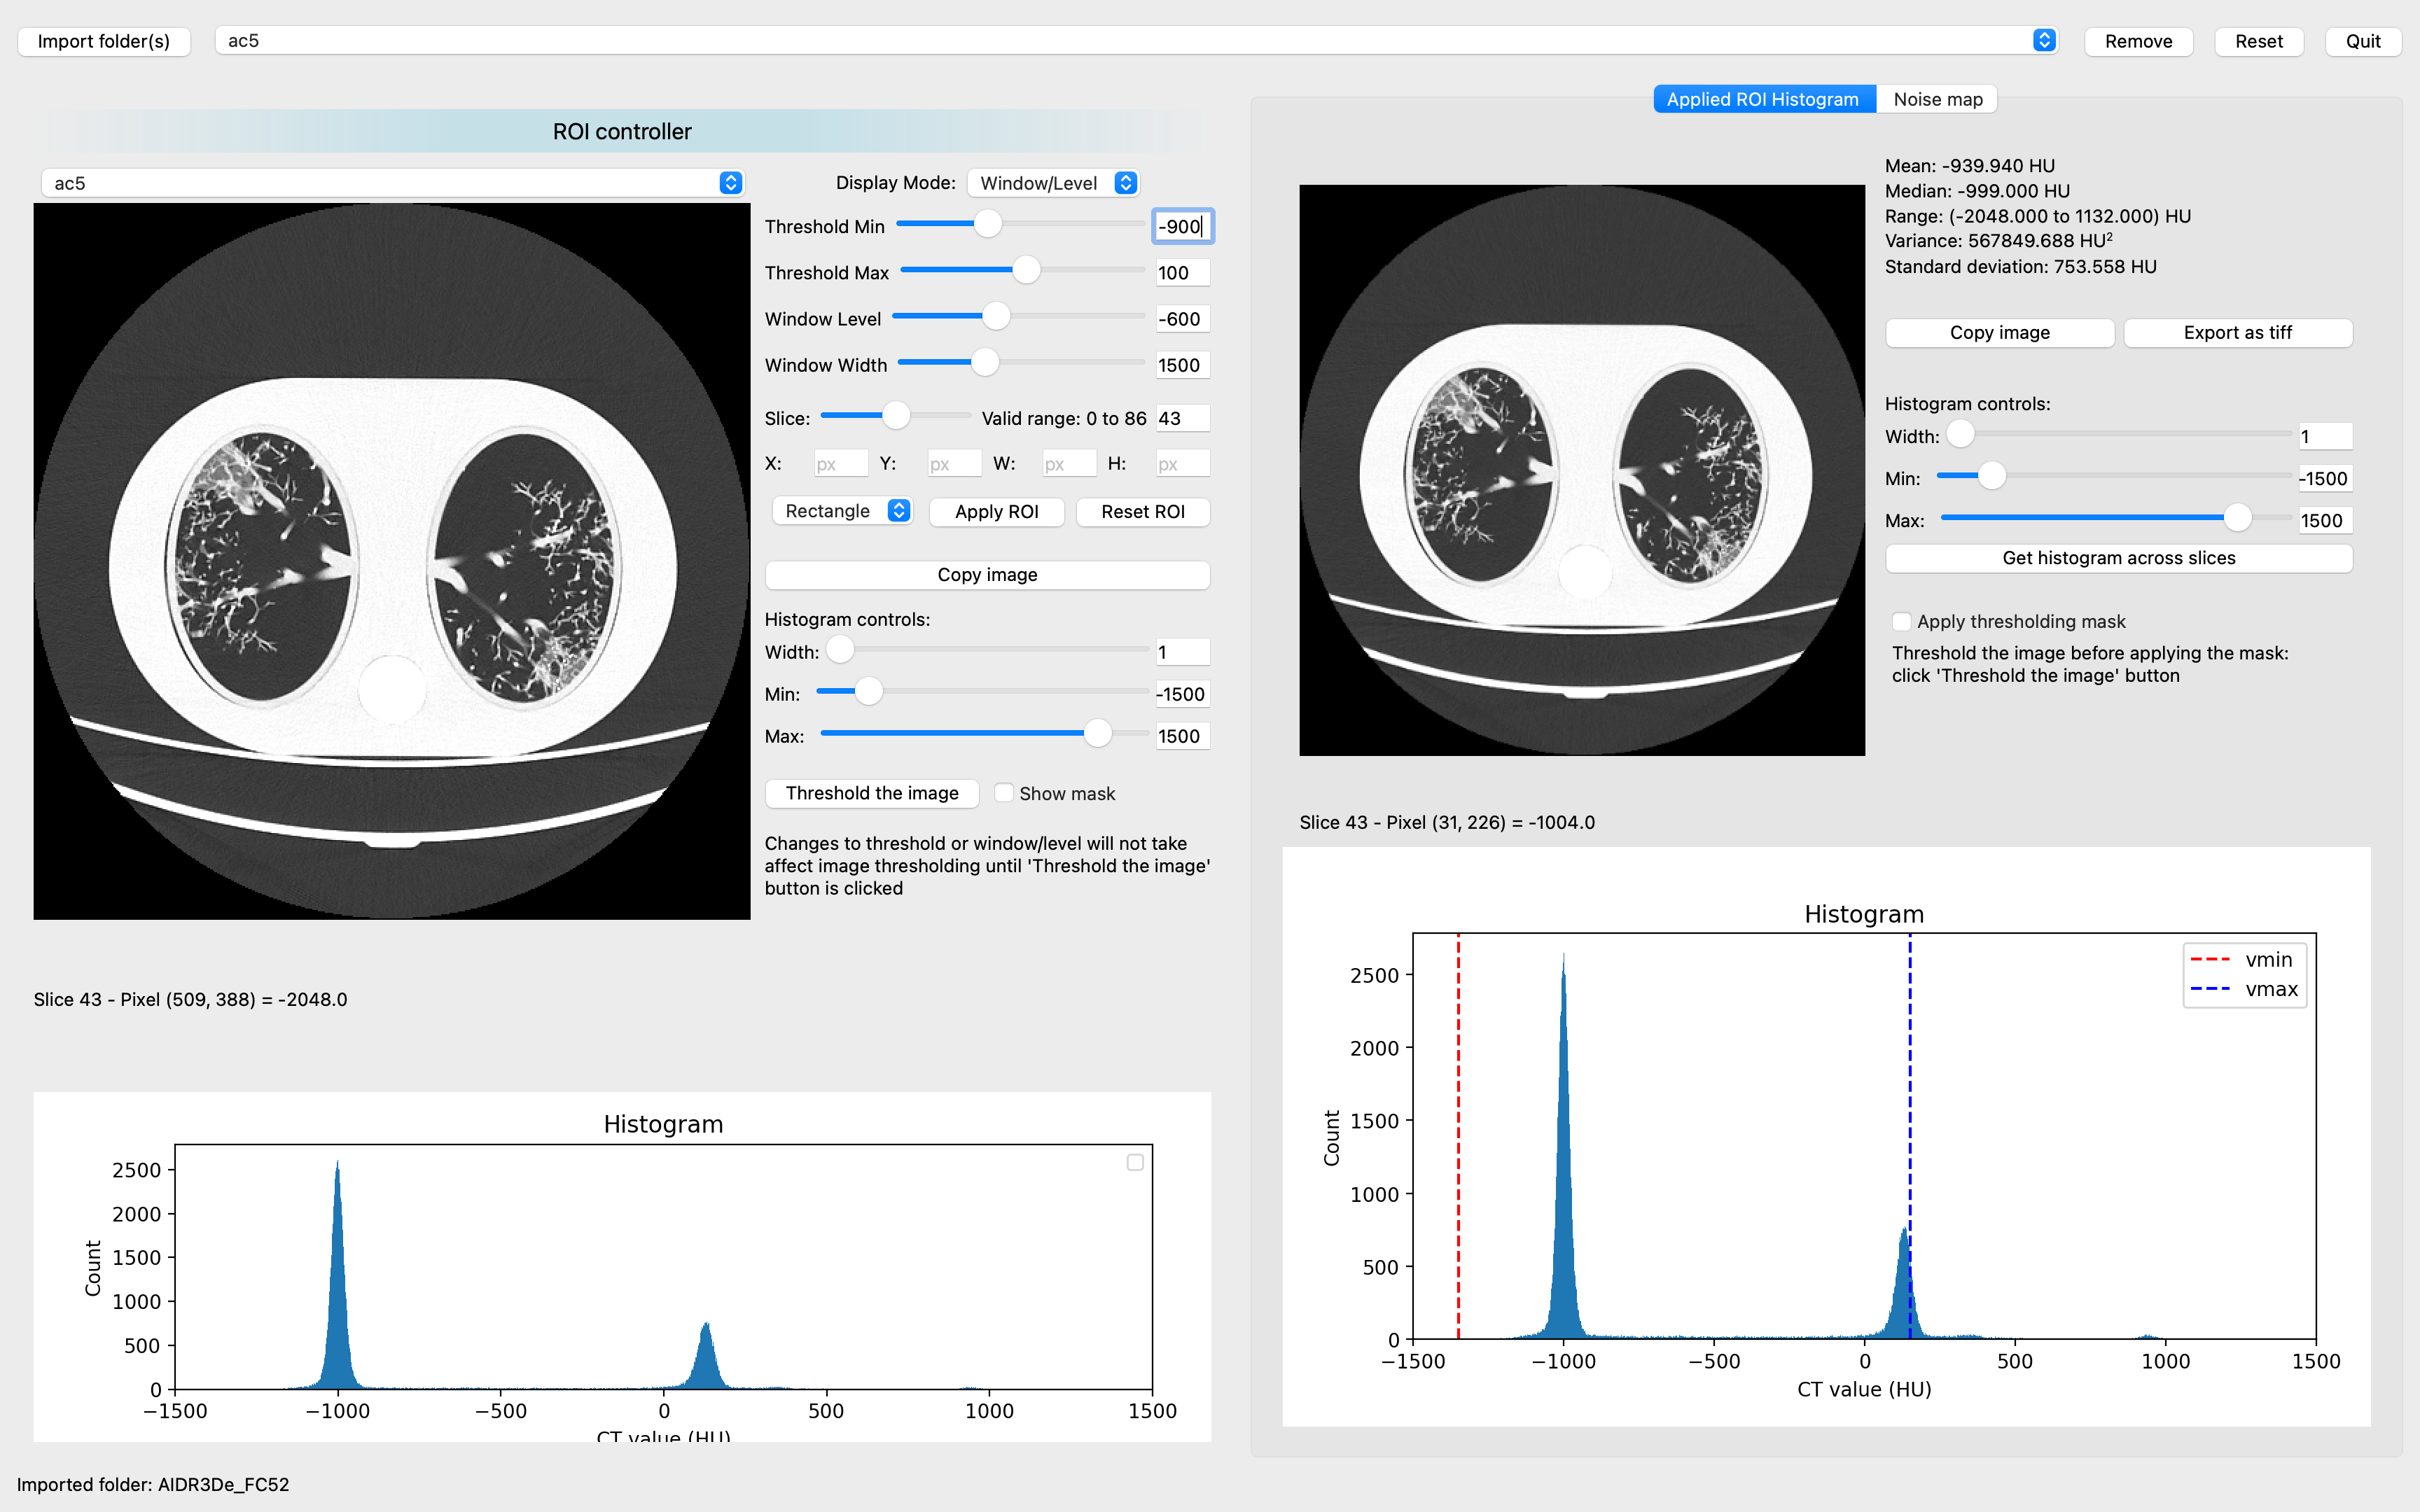 Import folder(s)
ac5
Remove
Reset
Quit
ROI controller
ac5
Display Mode:
Window/Level
Threshold Min
-900
Threshold Max
100
Window Level
-600
Window Width
1500
Slice:
Valid range: 0 to 86
43
X:
px
Y:
px
W:
px
H:
px
Rectangle
Apply ROI
Reset ROI
Copy image
Histogram controls:
Width:
1
Min:
-1500
Max:
1500
Threshold the image
Show mask
Changes to threshold or window/level will not take
affect image thresholding until 'Threshold the image'
button is clicked
Slice 43 - Pixel (509, 388) = -2048.0
Histogram
2500
2000
1500
1000
500
0
Count
−1500
−1000
−500
0
500
1000
1500
CT value (HU)
Imported folder: AIDR3De_FC52
Applied ROI Histogram
Noise map
Mean: -939.940 HU
Median: -999.000 HU
Range: (-2048.000 to 1132.000) HU
Variance: 567849.688 HU²
Standard deviation: 753.558 HU
Copy image
Export as tiff
Histogram controls:
Width:
1
Min:
-1500
Max:
1500
Get histogram across slices
Apply thresholding mask
Threshold the image before applying the mask:
click 'Threshold the image' button
Slice 43 - Pixel (31, 226) = -1004.0
Histogram
vmin
vmax
2500
2000
1500
1000
500
0
Count
−1500
−1000
−500
0
500
1000
1500
CT value (HU)